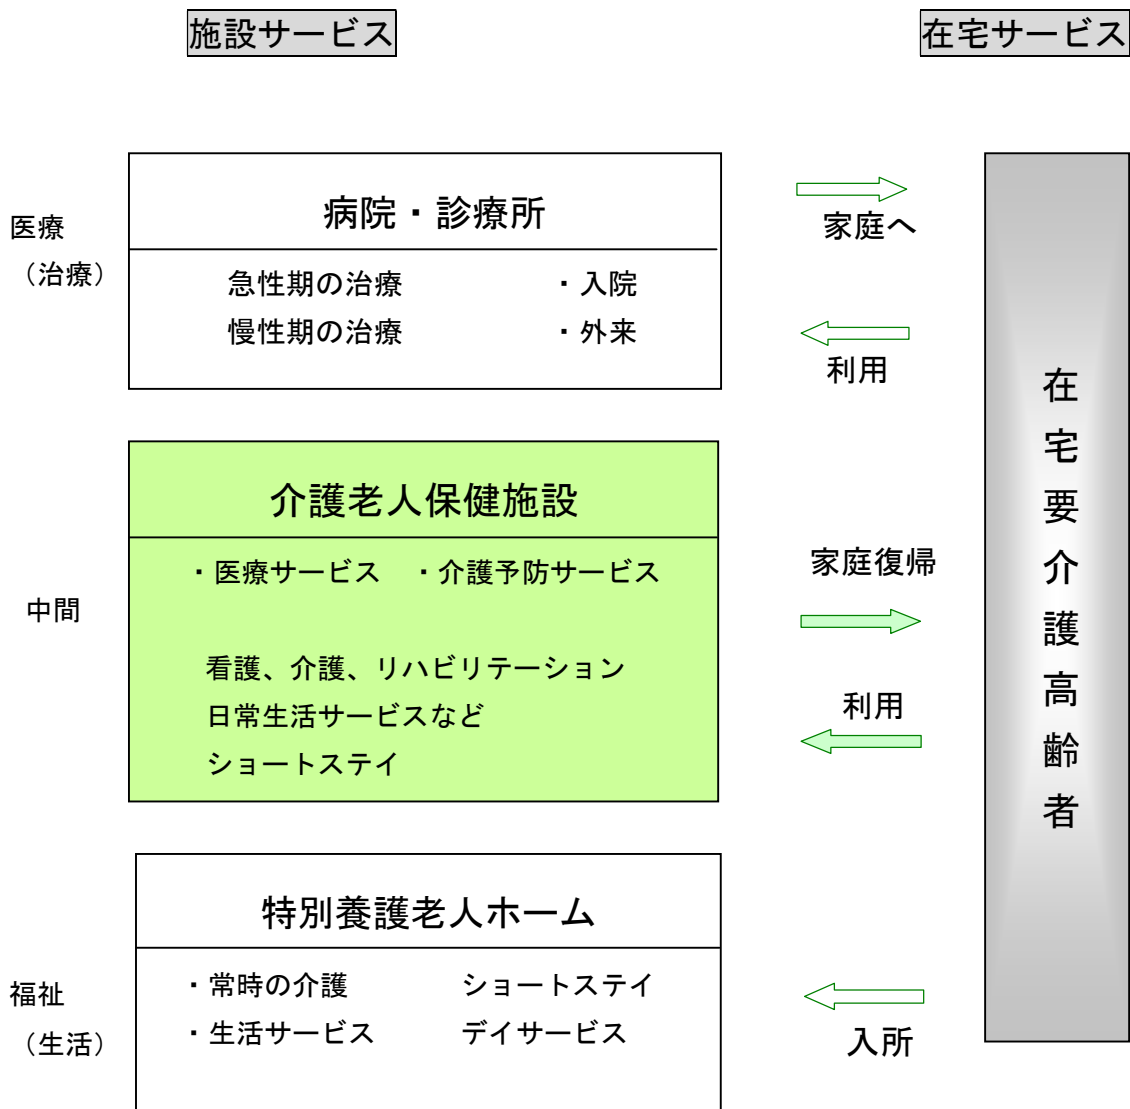 施設サービス
在宅サービス
医療
（治療）
病院・診療所
急性期の治療 ・入院
慢性期の治療 ・外来
家庭へ
利用
中間
介護老人保健施設
・医療サービス ・介護予防サービス
看護、介護、リハビリテーション
日常生活サービスなど
ショートステイ
家庭復帰
利用
福祉
（生活）
特別養護老人ホーム
・常時の介護 ショートステイ
・生活サービス デイサービス
入所
在宅要介護高齢者